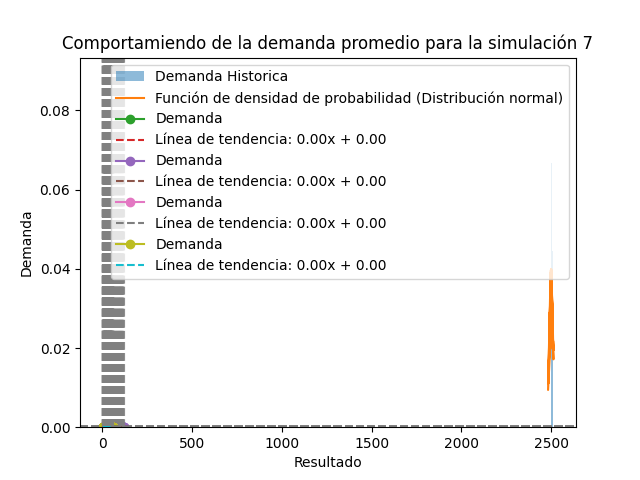 Comportamiento de la demanda promedio para la simulación 7
Demanda Historica
Función de densidad de probabilidad (Distribución normal)
Demanda
Línea de tendencia: 0.00x + 0.00
Demanda
Línea de tendencia: 0.00x + 0.00
Demanda
Línea de tendencia: 0.00x + 0.00
Demanda
Línea de tendencia: 0.00x + 0.00
Demanda
0.08
0.06
0.04
0.02
0.00
0 500 1000 1500 2000 2500
Resultado